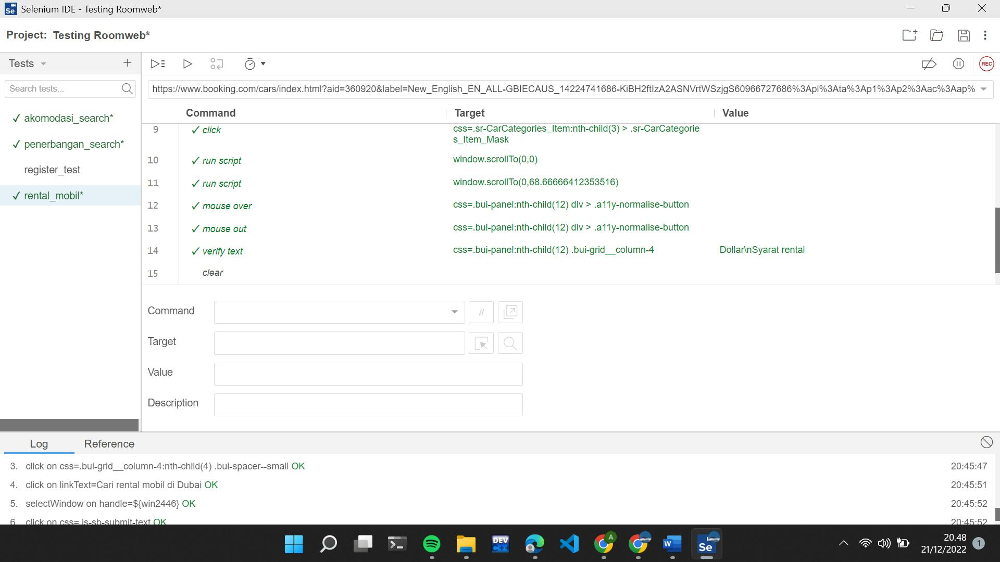 Selenium IDE - Testing Roomweb*
Project: Testing Roomweb*
Tests
Search tests...
https://www.booking.com/cars/index.html?aid=360920&label=New_English_EN_ALL-GBIECAUS_14224741686-KiBH2ftIzA2ASNVrtWSzjgS60966727686%3Apl%3Ata%3Ap1%3Ap2%3Aac%3Aap%
REC
akomodasi_search*
penerbangan_search*
register_test
rental_mobil*
Command Target Value
9 click css=.sr-CarCategories_Item:nth-child(3) > .sr-CarCategorie
s_Item_Mask
10 run script window.scrollTo(0,0)
11 run script window.scrollTo(0,68.66666412353516)
12 mouse over css=.bui-panel:nth-child(12) div > .a11y-normalise-button
13 mouse out css=.bui-panel:nth-child(12) div > .a11y-normalise-button
14 verify text css=.bui-panel:nth-child(12) .bui-grid__column-4 Dollar\nSyarat rental
15 clear
Command //
Target
Value
Description
Log Reference
3. click on css=.bui-grid__column-4:nth-child(4) .bui-spacer--small OK 20:45:47
4. click on linkText=Cari rental mobil di Dubai OK 20:45:51
5. selectWindow on handle=${win2446} OK 20:45:52
6. click on css=.js-sb-submit-text OK 20:45:52
DEV
C++
A
W
Se
20.48
21/12/2022
1